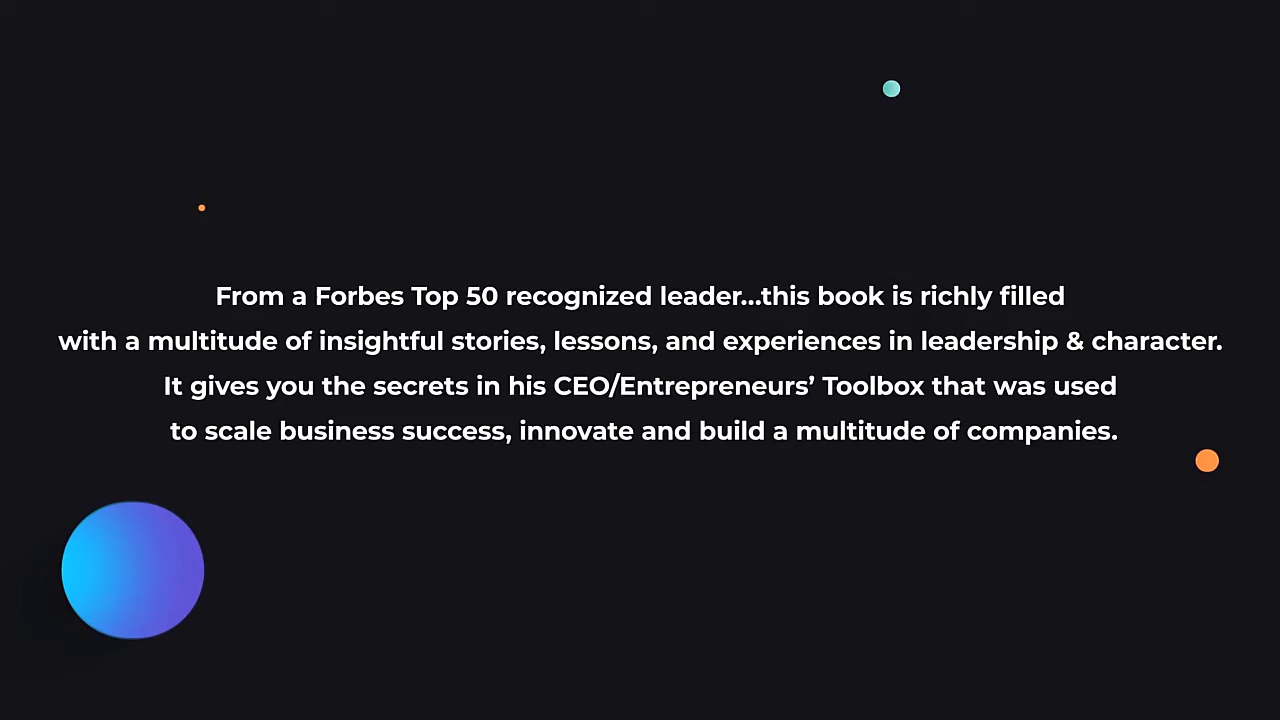 From a Forbes Top 50 recognized leader...this book is richly filled
with a multitude of insightful stories, lessons, and experiences in leadership & character.
It gives you the secrets in his CEO/Entrepreneurs’ Toolbox that was used
to scale business success, innovate and build a multitude of companies.